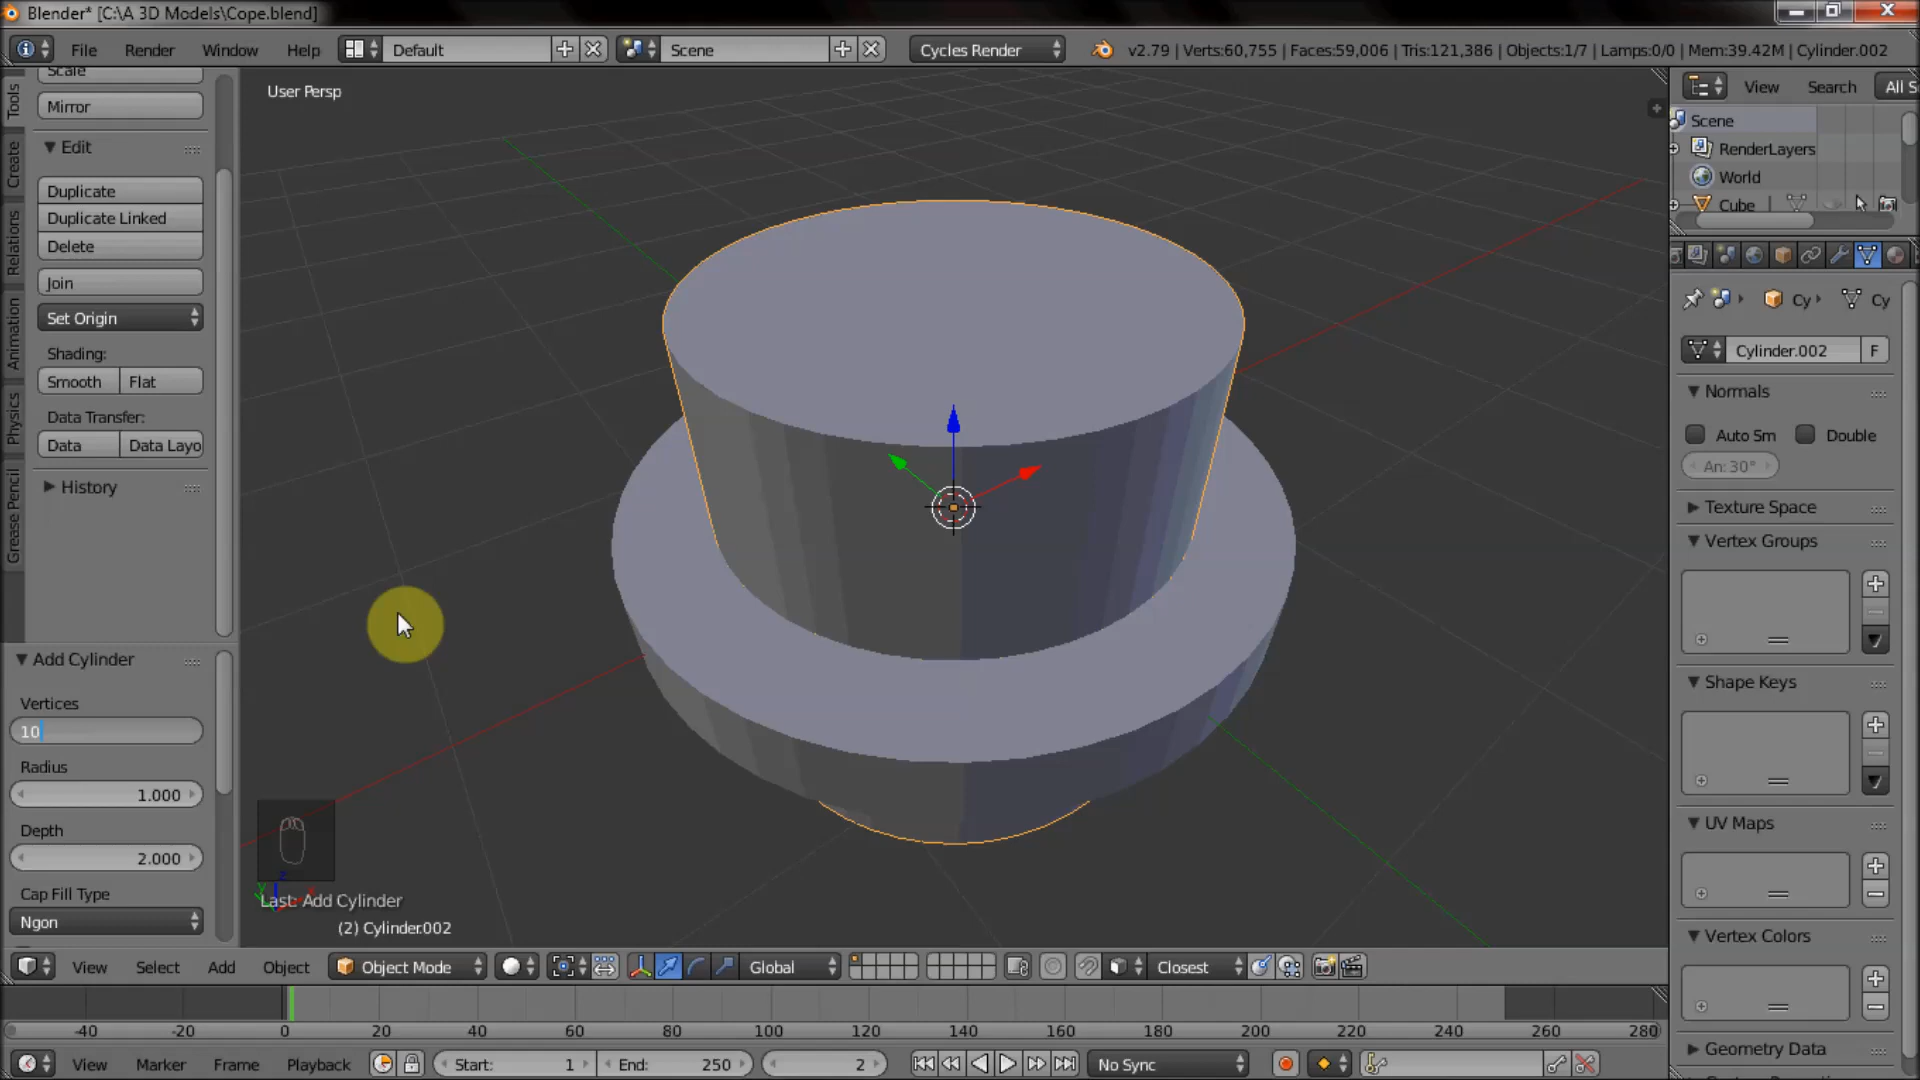 Blender* [C:\A 3D Models\Cope.blend]
File Render Window Help Default Scene Cycles Render v2.79 | Verts:60,755 | Faces:59,006 | Tris:121,386 | Objects:1/7 | Lamps:0/0 | Mem:39.42M | Cylinder.002
Tools
Create
Relations
Animation
Physics
Grease Pencil
Scale
Mirror
Edit
Duplicate
Duplicate Linked
Delete
Join
Set Origin
Shading:
Smooth Flat
Data Transfer:
Data Data Layo
History
Add Cylinder
Vertices
10
Radius
1.000
Depth
2.000
Cap Fill Type
Ngon
User Persp
z
Last: Add Cylinder
(2) Cylinder.002
View Search All S
Scene
RenderLayers
World
Cube
Cy Cy
Cylinder.002 F
Normals
Auto Sm Double
An: 30°
Texture Space
Vertex Groups
Shape Keys
UV Maps
Vertex Colors
Geometry Data
View Select Add Object Object Mode Global Closest
-40 -20 0 20 40 60 80 100 120 140 160 180 200 220 240 260 280
View Marker Frame Playback Start: 1 End: 250 2 No Sync